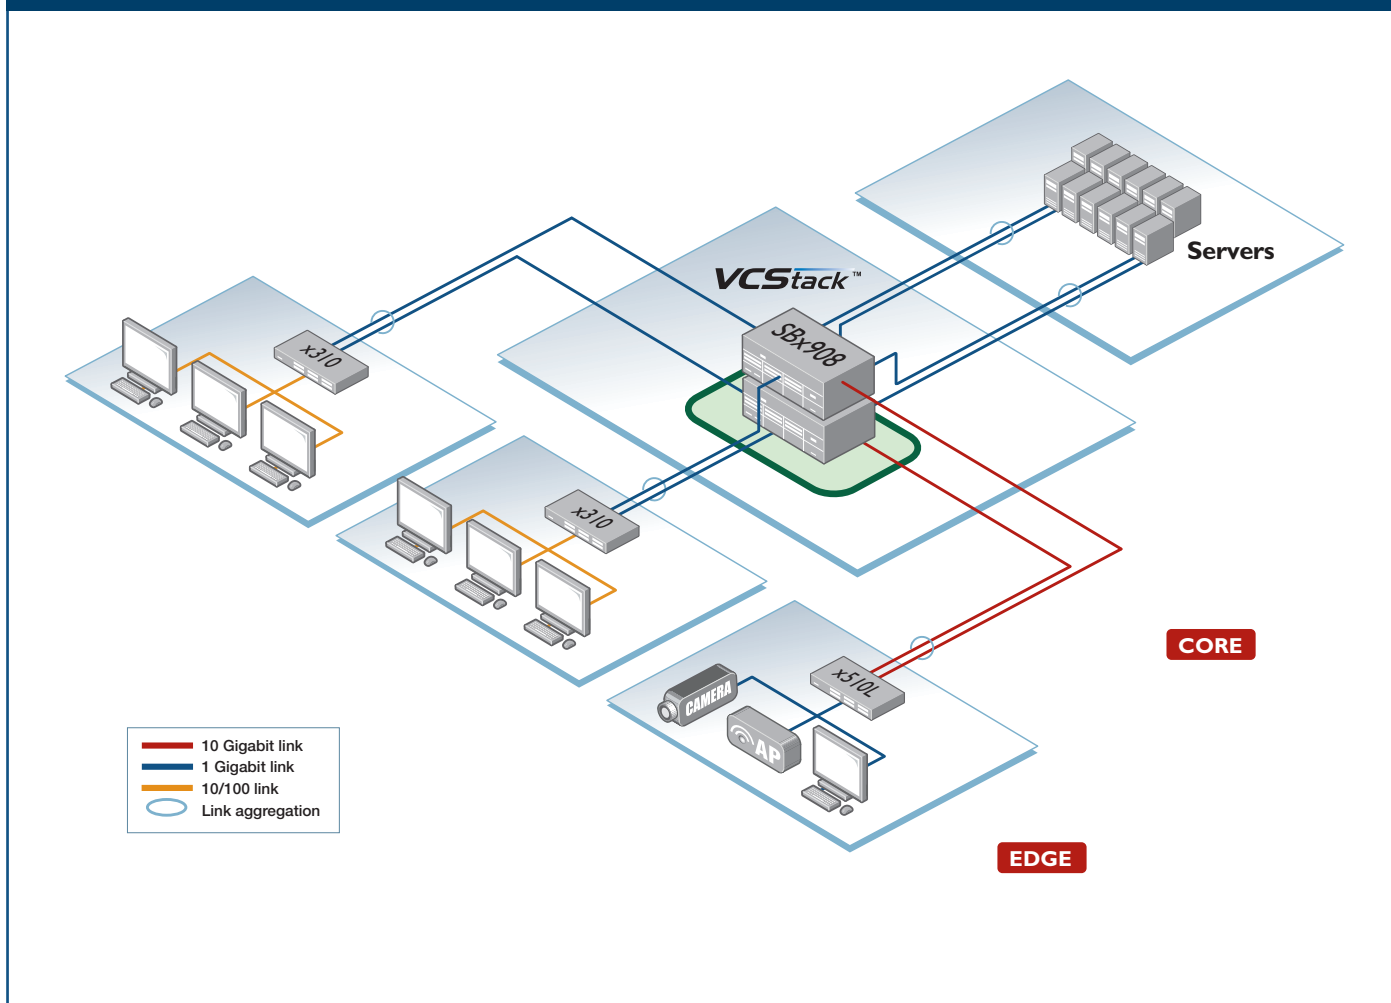 Servers
VCStack™
SBx908
x310
x310
CORE
x510L
CAMERA
AP
10 Gigabit link
1 Gigabit link
10/100 link
Link aggregation
EDGE